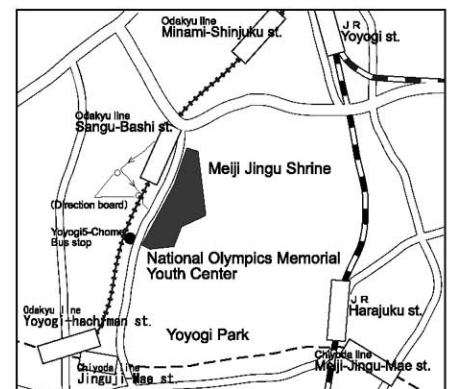 Odakyu line
Minami-Shinjuku st.
J R
Yoyogi st.
Odakyu line
Sangu-Bashi st.
Meiji Jingu Shrine
(Direction board)
Yoyogi5-Chome
Bus stop
National Olympics Memorial
Youth Center
Odakyu line
Yoyogi-hachiman st.
J R
Harajuku st.
Yoyogi Park
Chiyoda line
Jinguji-Mae st.
Chiyoda line
Meiji-Jingu-Mae st.